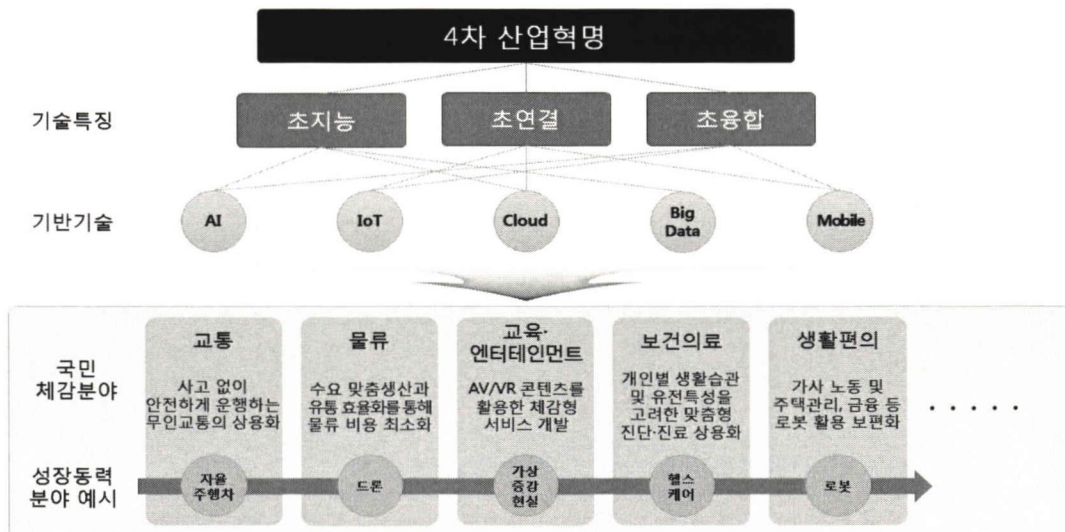 4차 산업혁명
기술특징
초지능 초연결 초융합
기반기술
AI IoT Cloud Big Data Mobile
국민
체감분야
교통
사고 없이
안전하게 운행하는
무인교통의 상용화
물류
수요 맞춤생산과
유통 효율화를 통해
물류 비용 최소화
교육·
엔터테인먼트
AV/VR 콘텐츠를
활용한 체감형
서비스 개발
보건의료
개인별 생활습관
및 유전특성을
고려한 맞춤형
진단·진료 상용화
생활편의
가사 노동 및
주택관리, 금융 등
로봇 활용 보편화
· · · · ·
성장동력
분야 예시
자율
주행차
드론
가상
증강
현실
헬스
케어
로봇